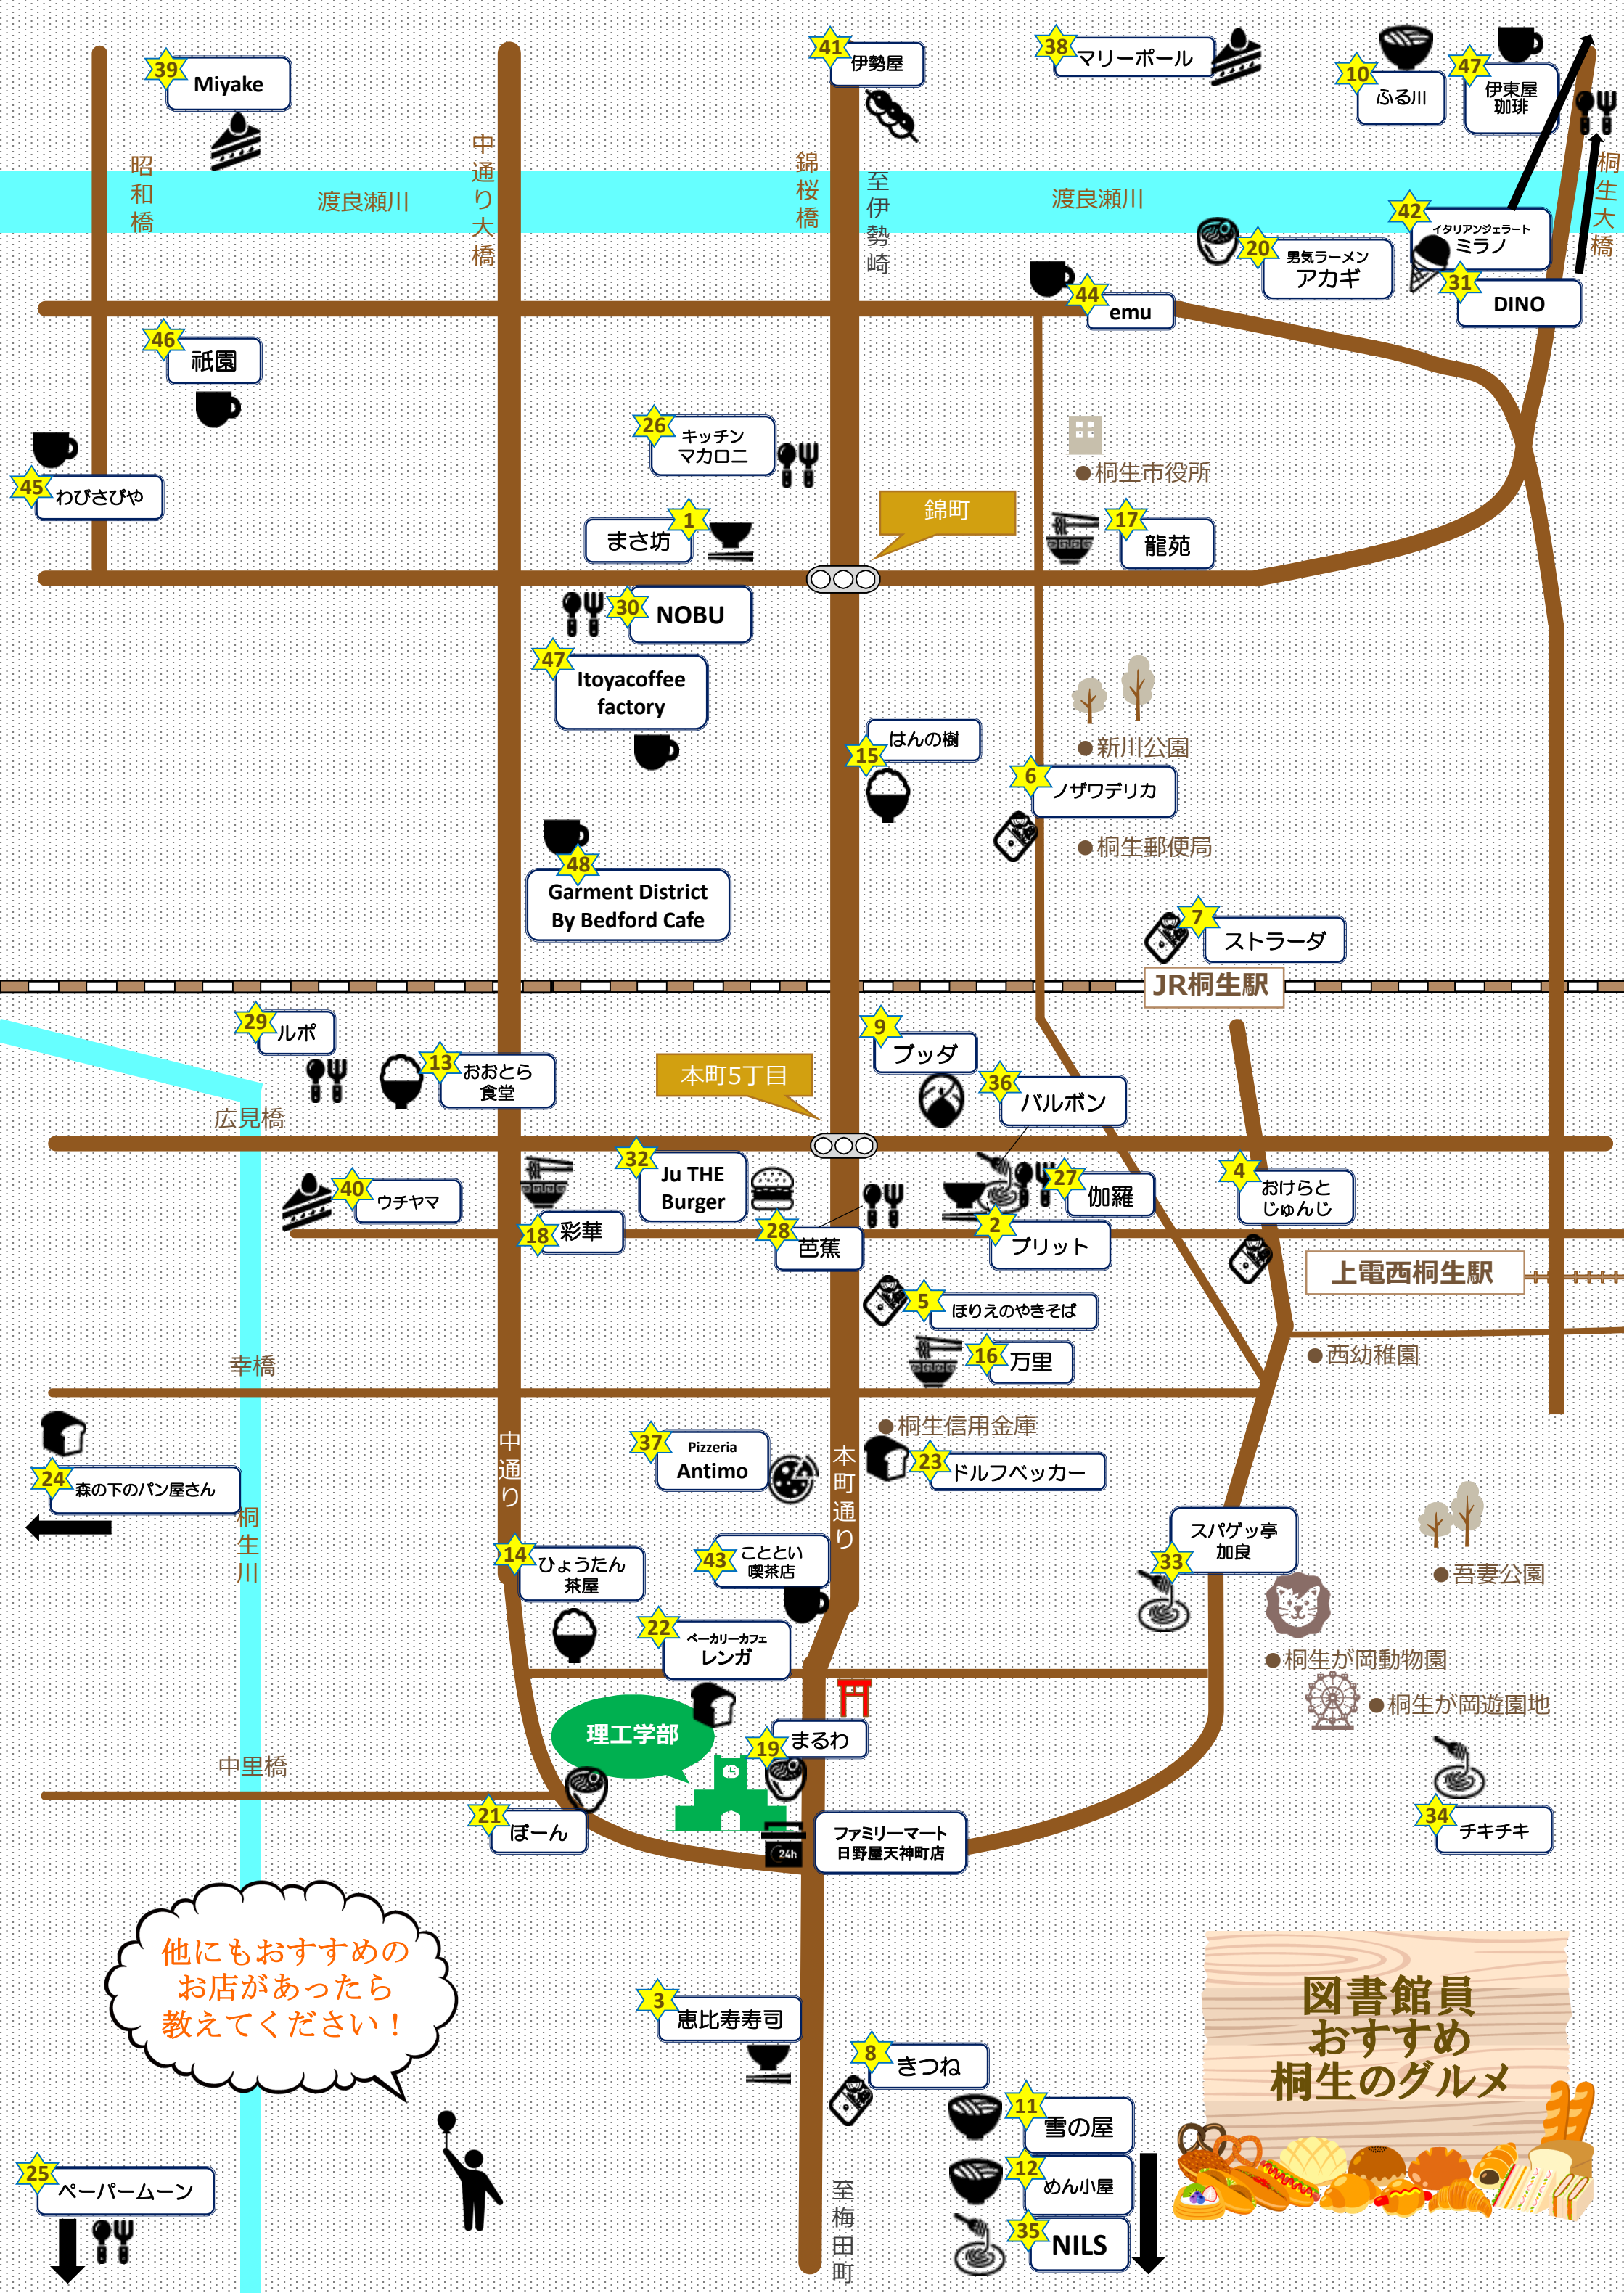 39
Miyake
41
伊勢屋
38
マリーポール
10
ふる川
47
伊東屋
珈琲
昭和橋
渡良瀬川
中通り大橋
錦桜橋
至伊勢崎
渡良瀬川
桐生大橋
42
イタリアンジェラート
ミラノ
20
男気ラーメン
アカギ
31
DINO
44
emu
46
祇園
45
わびさびや
26
キッチン
マカロニ
1
まさ坊
錦町
桐生市役所
17
龍苑
30
NOBU
47
Itoyacoffee
factory
15
はんの樹
新川公園
6
ノザワデリカ
桐生郵便局
48
Garment District
By Bedford Cafe
7
ストラーダ
JR桐生駅
29
ルポ
13
おおとら
食堂
本町5丁目
9
ブッダ
36
バルボン
広見橋
40
ウチヤマ
18
彩華
32
Ju THE
Burger
28
芭蕉
27
伽羅
2
ブリット
4
おけらと
じゅんじ
上電西桐生駅
5
ほりえのやきそば
16
万里
西幼稚園
幸橋
24
森の下のパン屋さん
桐生川
中通り
37
Pizzeria
Antimo
本町通り
桐生信用金庫
23
ドルフベッカー
14
ひょうたん
茶屋
43
こととい
喫茶店
33
スパゲッ亭
加良
吾妻公園
22
ベーカリーカフェ
レンガ
桐生が岡動物園
桐生が岡遊園地
理工学部
19
まるわ
中里橋
21
ぼーん
24h
ファミリーマート
日野屋天神町店
34
チキチキ
他にもおすすめの
お店があったら
教えてください！
3
恵比寿寿司
8
きつね
11
雪の屋
12
めん小屋
35
NILS
至梅田町
25
ペーパームーン
図書館員
おすすめ
桐生のグルメ